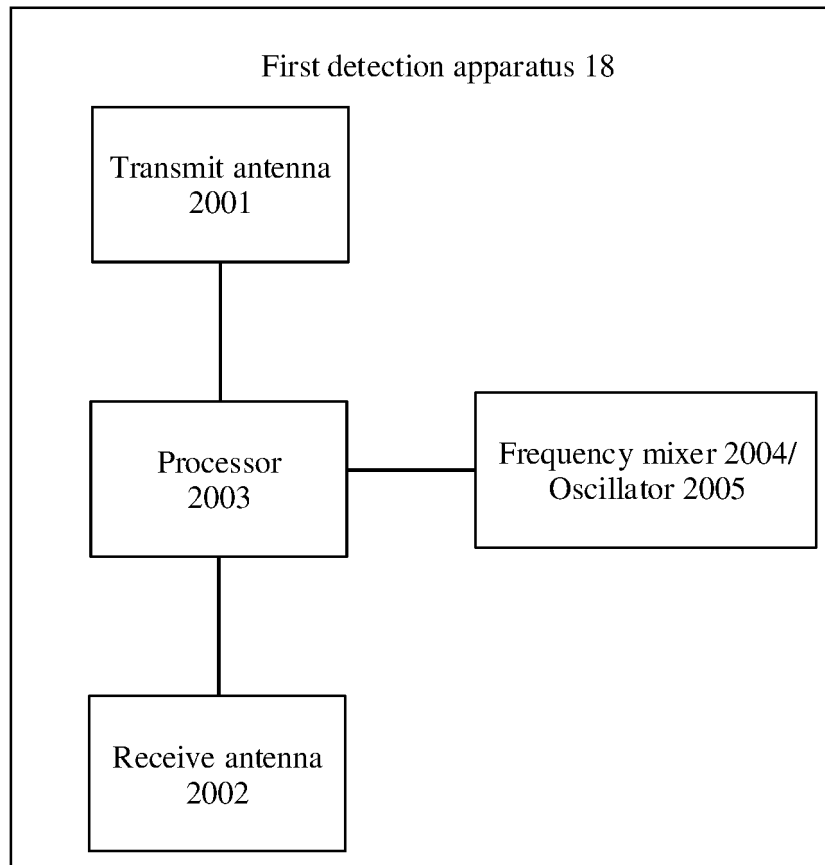 First detection apparatus 18
Transmit antenna
2001
Processor
2003
Frequency mixer 2004/
Oscillator 2005
Receive antenna
2002